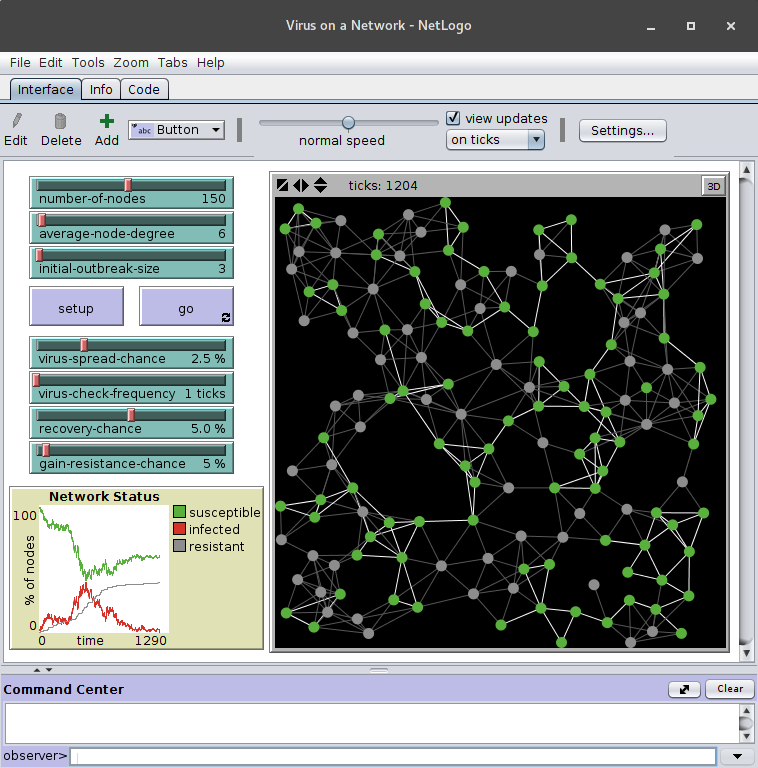 Virus on a Network - NetLogo
File Edit Tools Zoom Tabs Help
Interface Info Code
Edit Delete Add abc Button normal speed view updates on ticks Settings...
number-of-nodes 150
average-node-degree 6
initial-outbreak-size 3
setup go
virus-spread-chance 2.5 %
virus-check-frequency 1 ticks
recovery-chance 5.0 %
gain-resistance-chance 5 %
Network Status
100
% of nodes
0
0 time 1290
susceptible
infected
resistant
ticks: 1204 3D
Command Center Clear
observer>